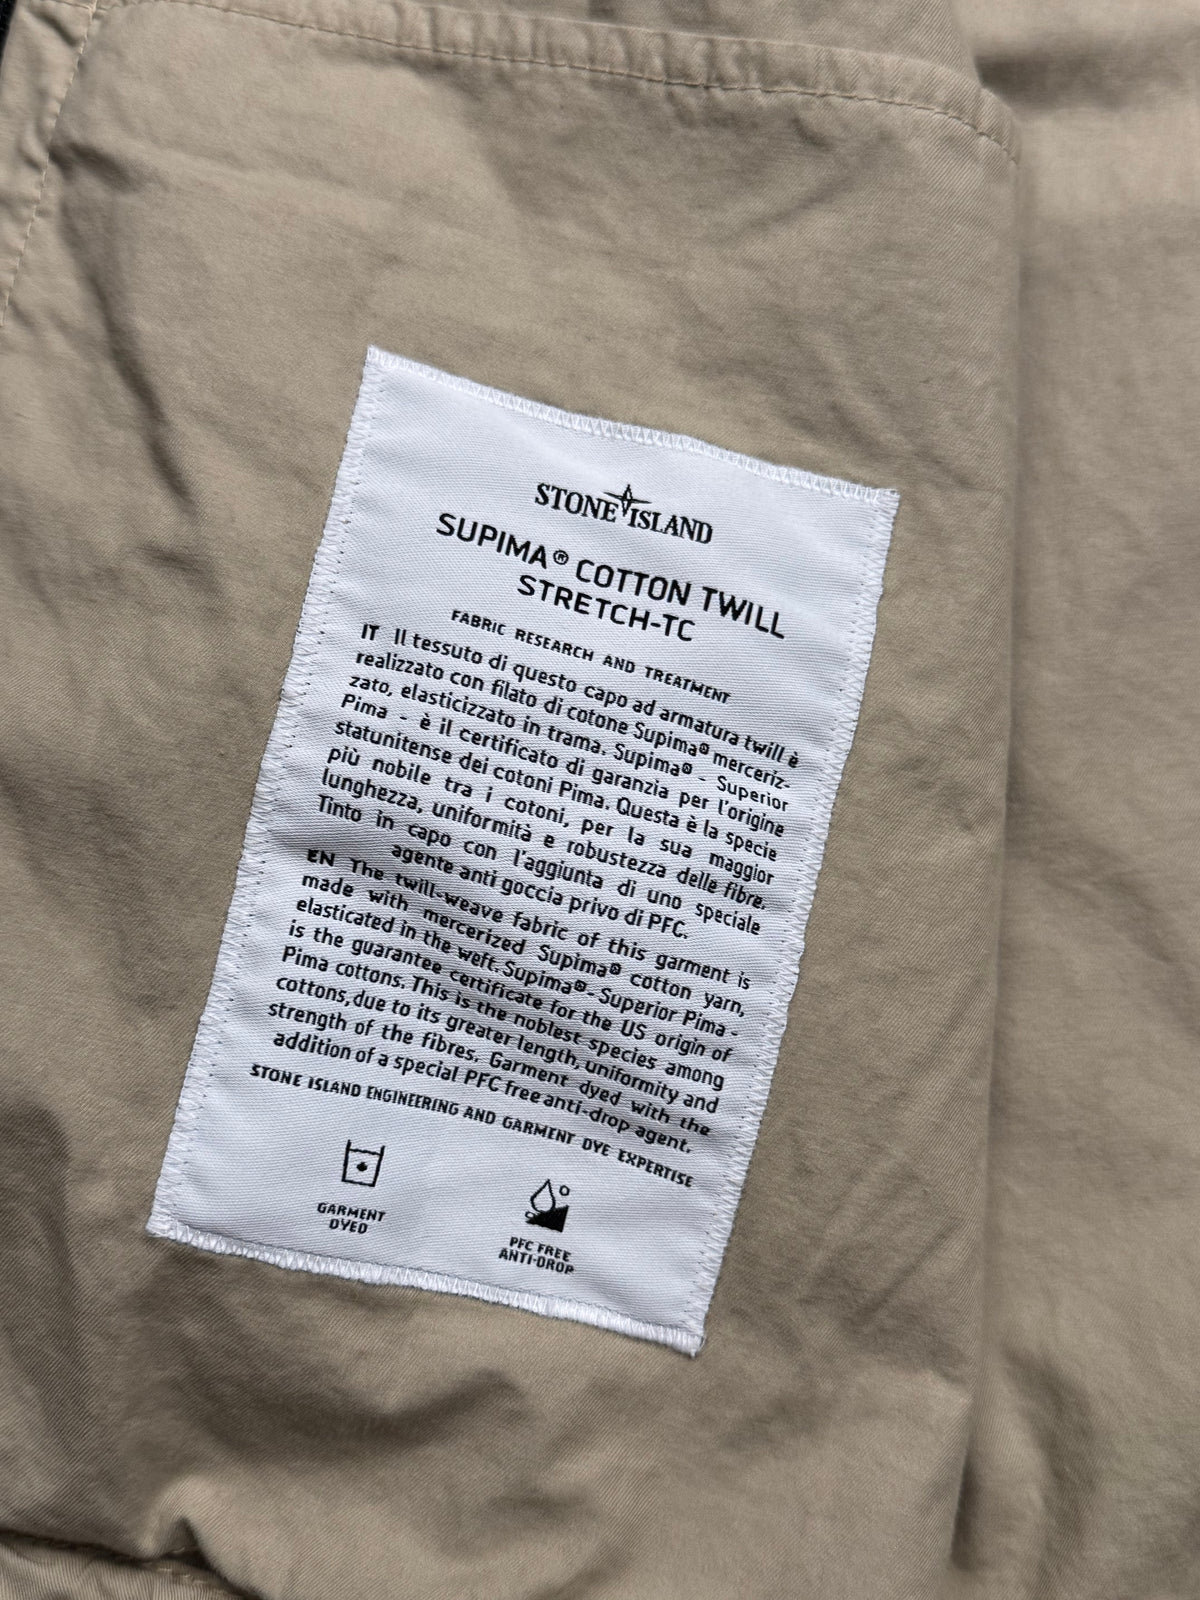 STONE ISLAND
SUPIMA® COTTON TWILL
STRETCH-TC
FABRIC RESEARCH AND TREATMENT
IT Il tessuto di questo capo ad armatura twill è
realizzato con filato di cotone Supima® merceriz-
zato, elasticizzato in trama. Supima® - Superior
Pima - è il certificato di garanzia per l'origine
statunitense dei cotoni Pima. Questa è la specie
più nobile tra i cotoni, per la sua maggior
lunghezza, uniformità e robustezza delle fibre.
Tinto in capo con l'aggiunta di uno speciale
agente anti goccia privo di PFC.
EN The twill-weave fabric of this garment is
made with mercerized Supima® cotton yarn,
elasticated in the weft. Supima® - Superior Pima -
is the guarantee certificate for the US origin of
Pima cottons. This is the noblest species among
cottons, due to its greater length, uniformity and
strength of the fibres. Garment dyed with the
addition of a special PFC free anti-drop agent.
STONE ISLAND ENGINEERING AND GARMENT DYE EXPERTISE
GARMENT
DYED
PFC FREE
ANTI-DROP